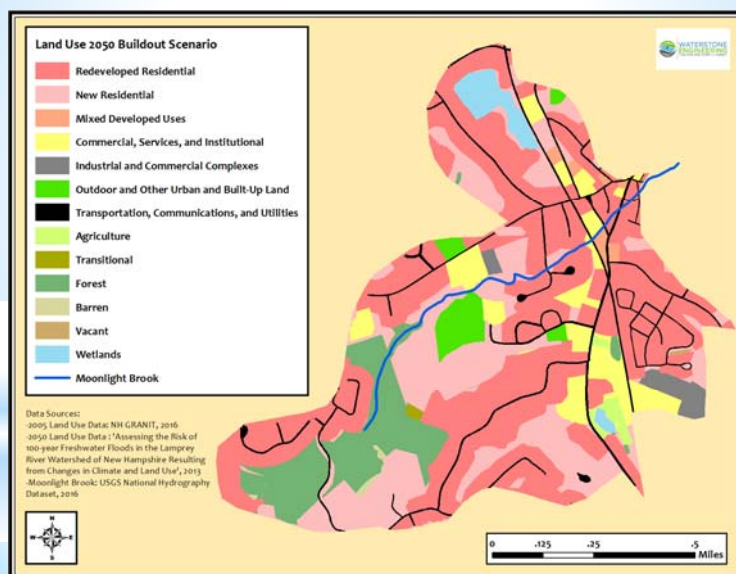 Land Use 2050 Buildout Scenario
Redeveloped Residential
New Residential
Mixed Developed Uses
Commercial, Services, and Institutional
Industrial and Commercial Complexes
Outdoor and Other Urban and Built-Up Land
Transportation, Communications, and Utilities
Agriculture
Transitional
Forest
Barren
Vacant
Wetlands
Moonlight Brook
WATERSTONE
ENGINEERING
Data Sources:
-2005 Land Use Data: NH GRANIT, 2016
-2050 Land Use Data : 'Assessing the Risk of
100-year Freshwater Floods in the Lamprey
River Watershed of New Hampshire Resulting
from Changes in Climate and Land Use', 2013
-Moonlight Brook: USGS National Hydrography
Dataset, 2016
N
W E
S
0 .125 .25 .5
Miles